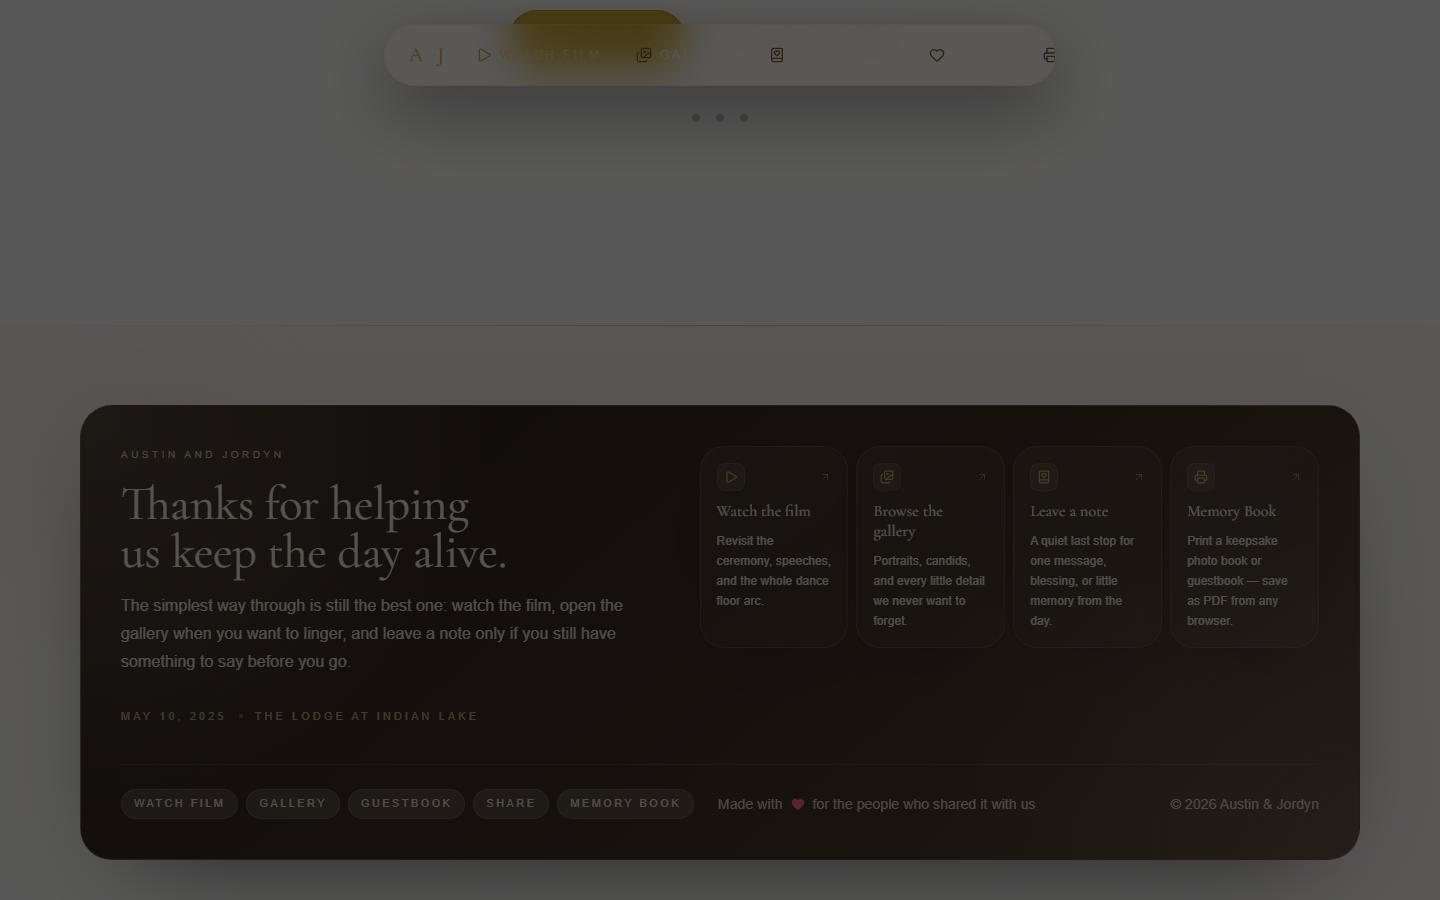 A J
WATCH FILM
AUSTIN AND JORDYN
Thanks for helping
us keep the day alive.
The simplest way through is still the best one: watch the film, open the
gallery when you want to linger, and leave a note only if you still have
something to say before you go.
MAY 10, 2025 • THE LODGE AT INDIAN LAKE
Watch the film
Revisit the
ceremony, speeches,
and the whole dance
floor arc.
Browse the
gallery
Portraits, candids,
and every little detail
we never want to
forget.
Leave a note
A quiet last stop for
one message,
blessing, or little
memory from the
day.
Memory Book
Print a keepsake
photo book or
guestbook — save
as PDF from any
browser.
WATCH FILM
GALLERY
GUESTBOOK
SHARE
MEMORY BOOK
Made with ♥ for the people who shared it with us
© 2026 Austin & Jordyn